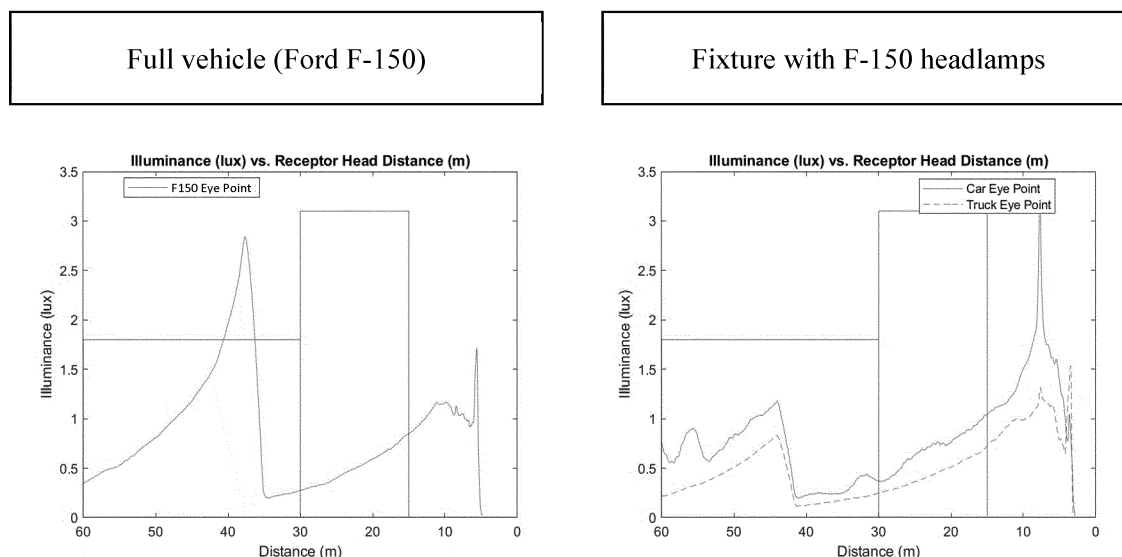 Full vehicle (Ford F-150)
Fixture with F-150 headlamps
Illuminance (lux) vs. Receptor Head Distance (m)
F150 Eye Point
3.5
3
2.5
2
1.5
1
0.5
0
Illuminance (lux)
60
50
40
30
20
10
0
Distance (m)
Illuminance (lux) vs. Receptor Head Distance (m)
Car Eye Point
Truck Eye Point
3.5
3
2.5
2
1.5
1
0.5
0
Illuminance (lux)
60
50
40
30
20
10
0
Distance (m)